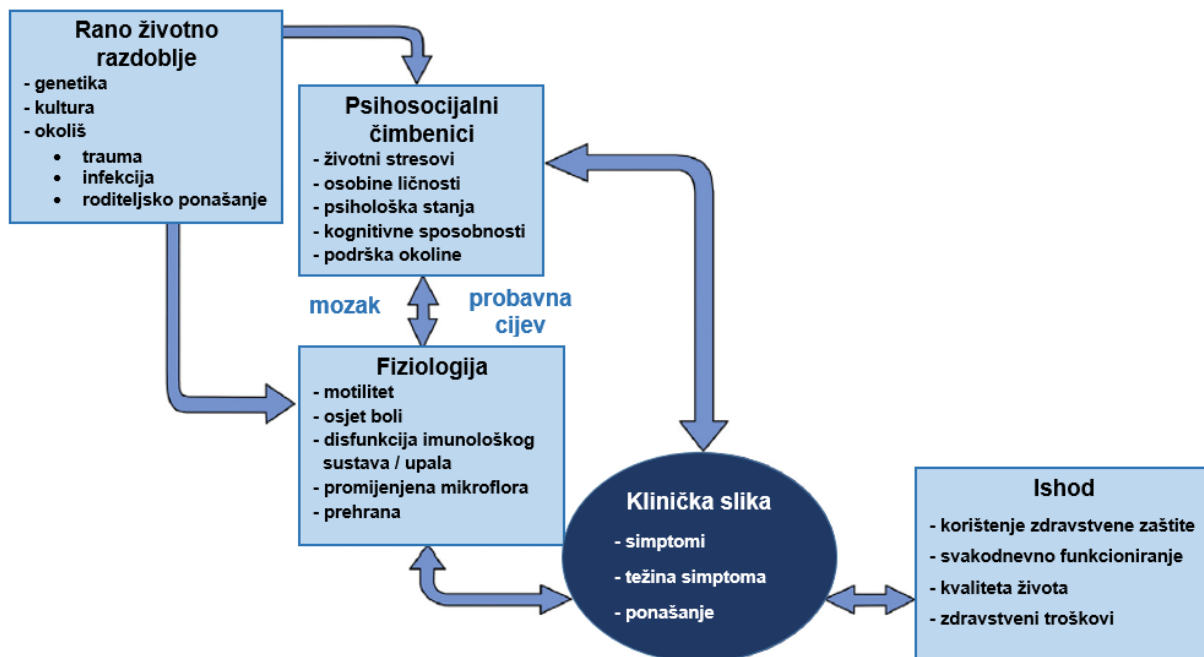 Rano životno
razdoblje
- genetika
- kultura
- okoliš
• trauma
• infekcija
• roditeljsko ponašanje
Psihosocijalni
čimbenici
- životni stresovi
- osobine ličnosti
- psihološka stanja
- kognitivne sposobnosti
- podrška okoline
mozak
probavna
cijev
Fiziologija
- motilitet
- osjet boli
- disfunkcija imunološkog
sustava / upala
- promijenjena mikroflora
- prehrana
Klinička slika
- simptomi
- težina simptoma
- ponašanje
Ishod
- korištenje zdravstvene zaštite
- svakodnevno funkcioniranje
- kvaliteta života
- zdravstveni troškovi